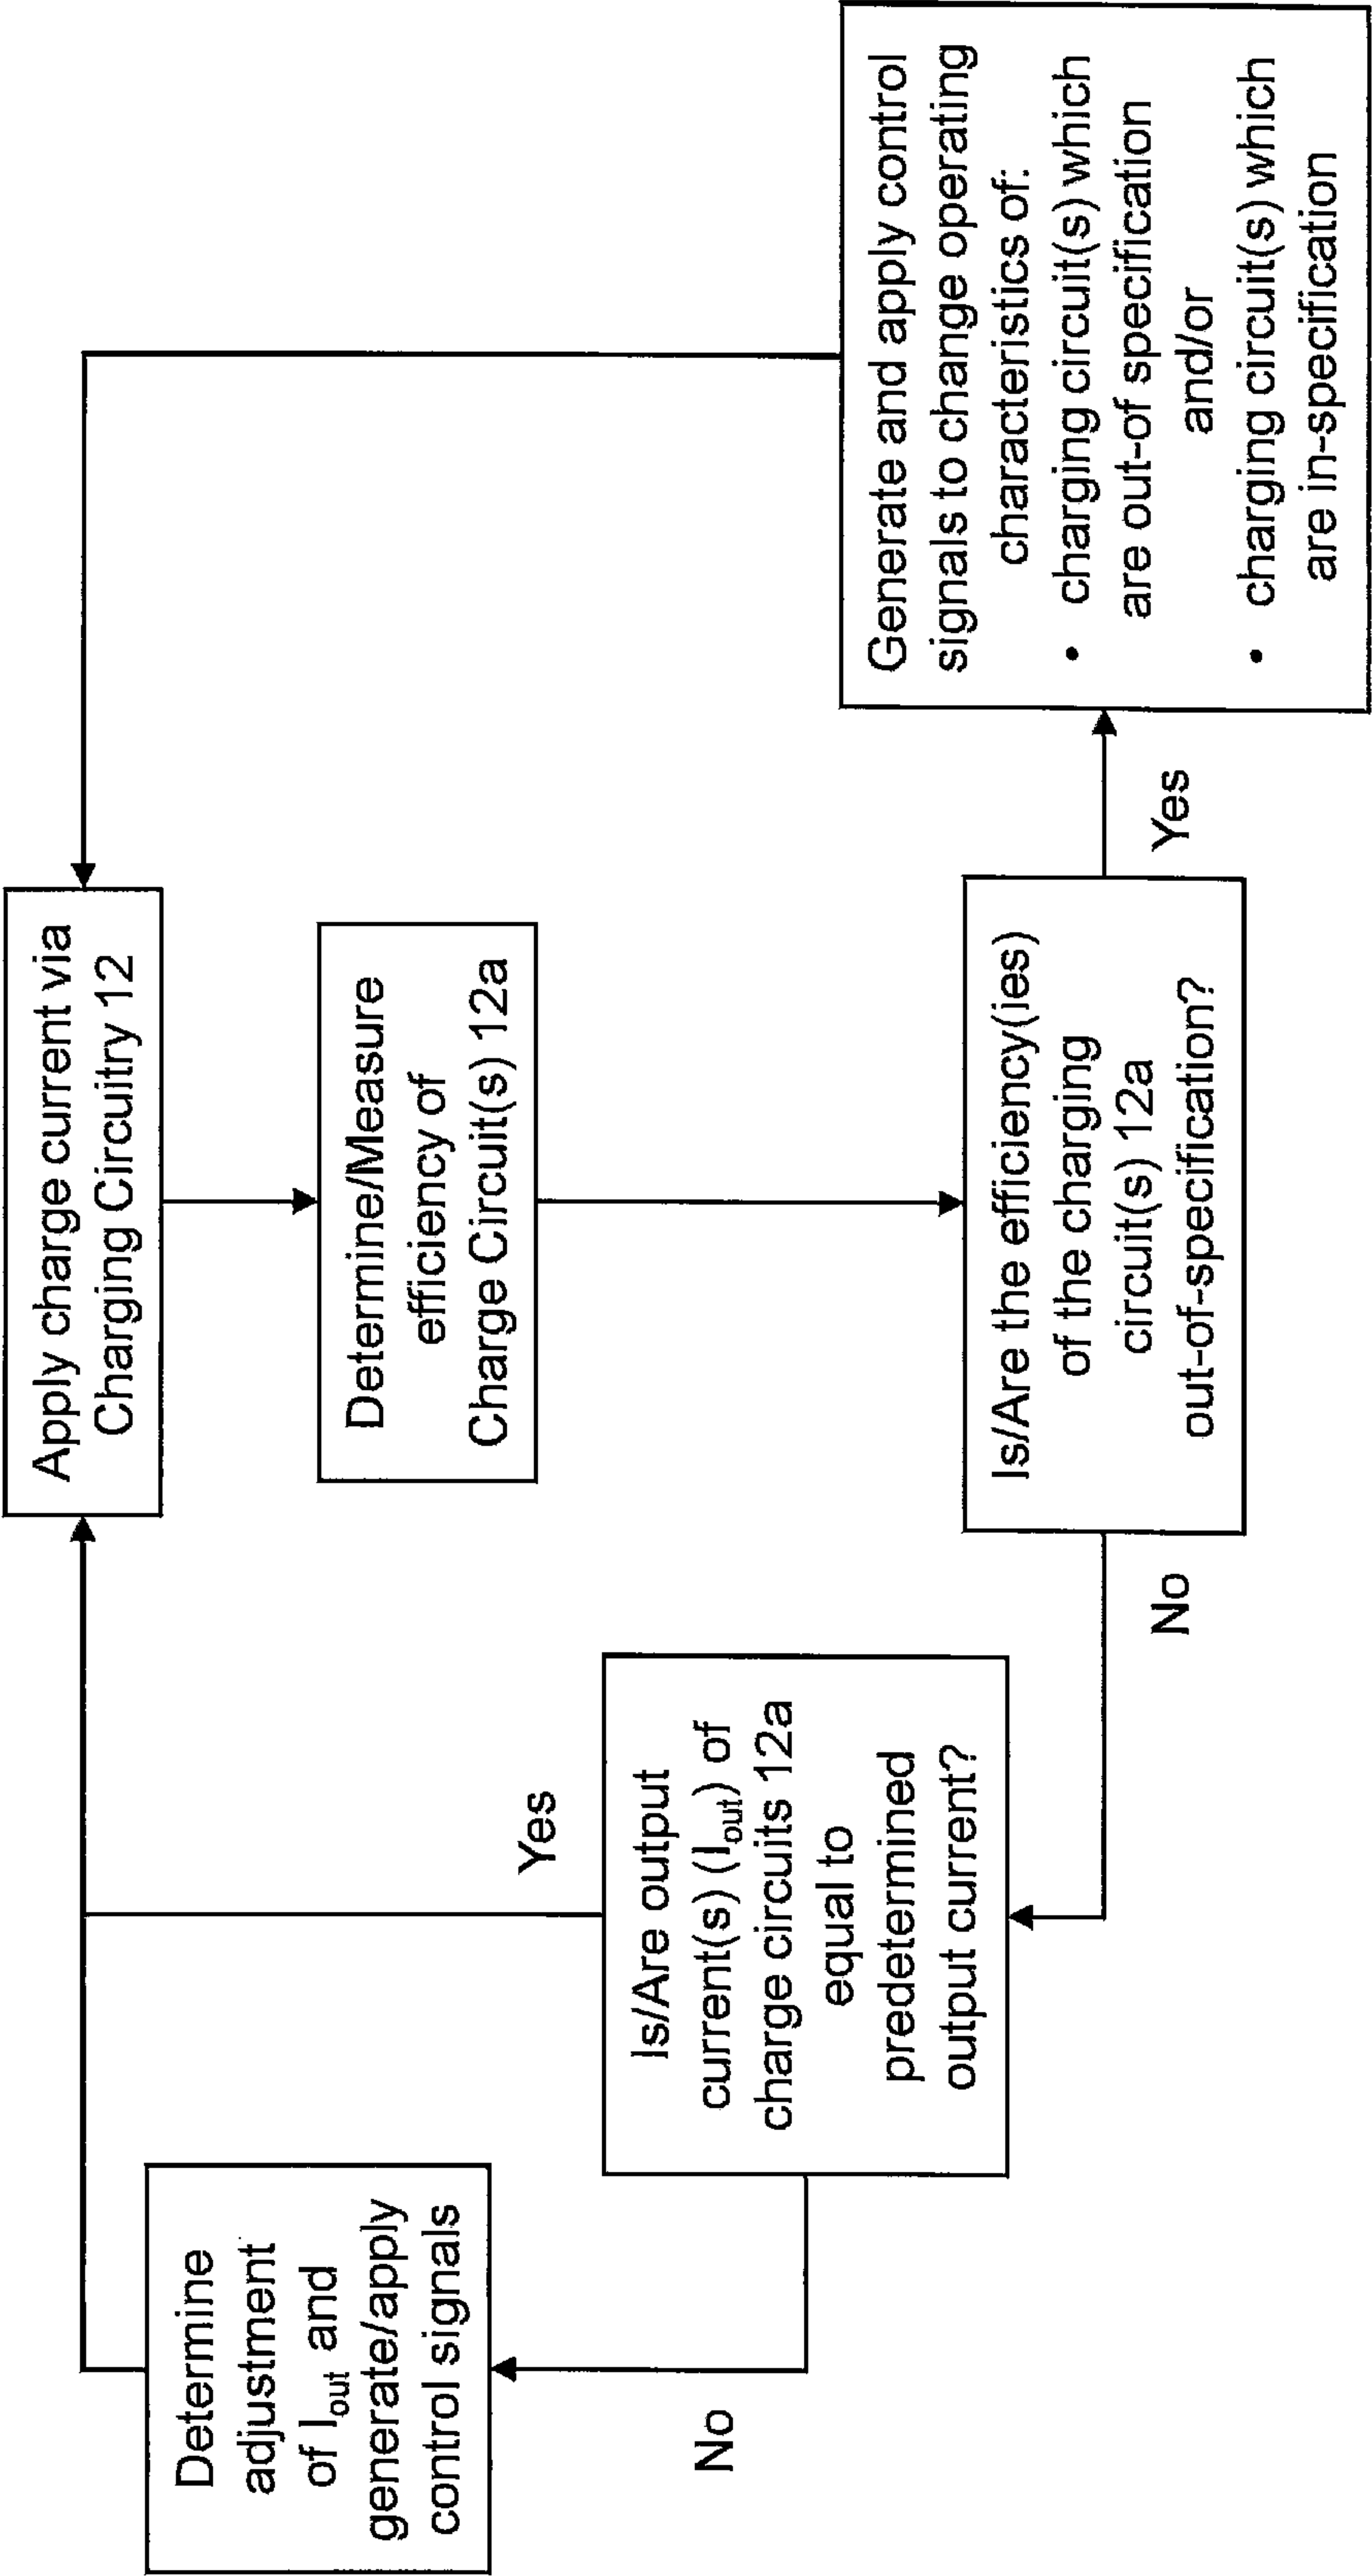 Apply charge current via
Charging Circuitry 12
Determine/Measure
efficiency of
Charge Circuit(s) 12a
Is/Are the efficiency(ies)
of the charging
circuit(s) 12a
out-of-specification?
Yes
No
Generate and apply control
signals to change operating
characteristics of:
• charging circuit(s) which
are out-of specification
and/or
• charging circuit(s) which
are in-specification
Is/Are output
current(s) (Iout) of
charge circuits 12a
equal to
predetermined
output current?
Yes
No
Determine
adjustment
of Iout and
generate/apply
control signals